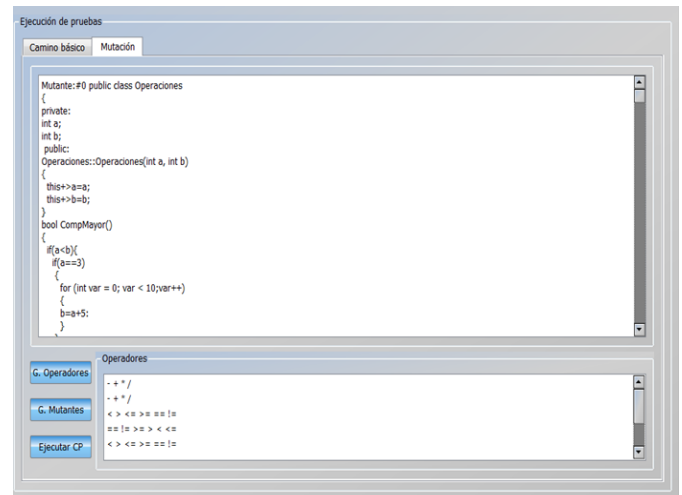 Ejecución de pruebas
Camino básico Mutación
Mutante:#0 public class Operaciones
{
private:
int a;
int b;
public:
Operaciones::Operaciones(int a, int b)
{
this+>a=a;
this+>b=b;
}
bool CompMayor()
{
if(a<b){
if(a==3)
{
for (int var = 0; var < 10;var++)
{
b=a+5:
}
G. Operadores
G. Mutantes
Ejecutar CP
Operadores
- + * /
- + * /
< > <= >= == !=
== != >= > < <=
< > <= >= == !=